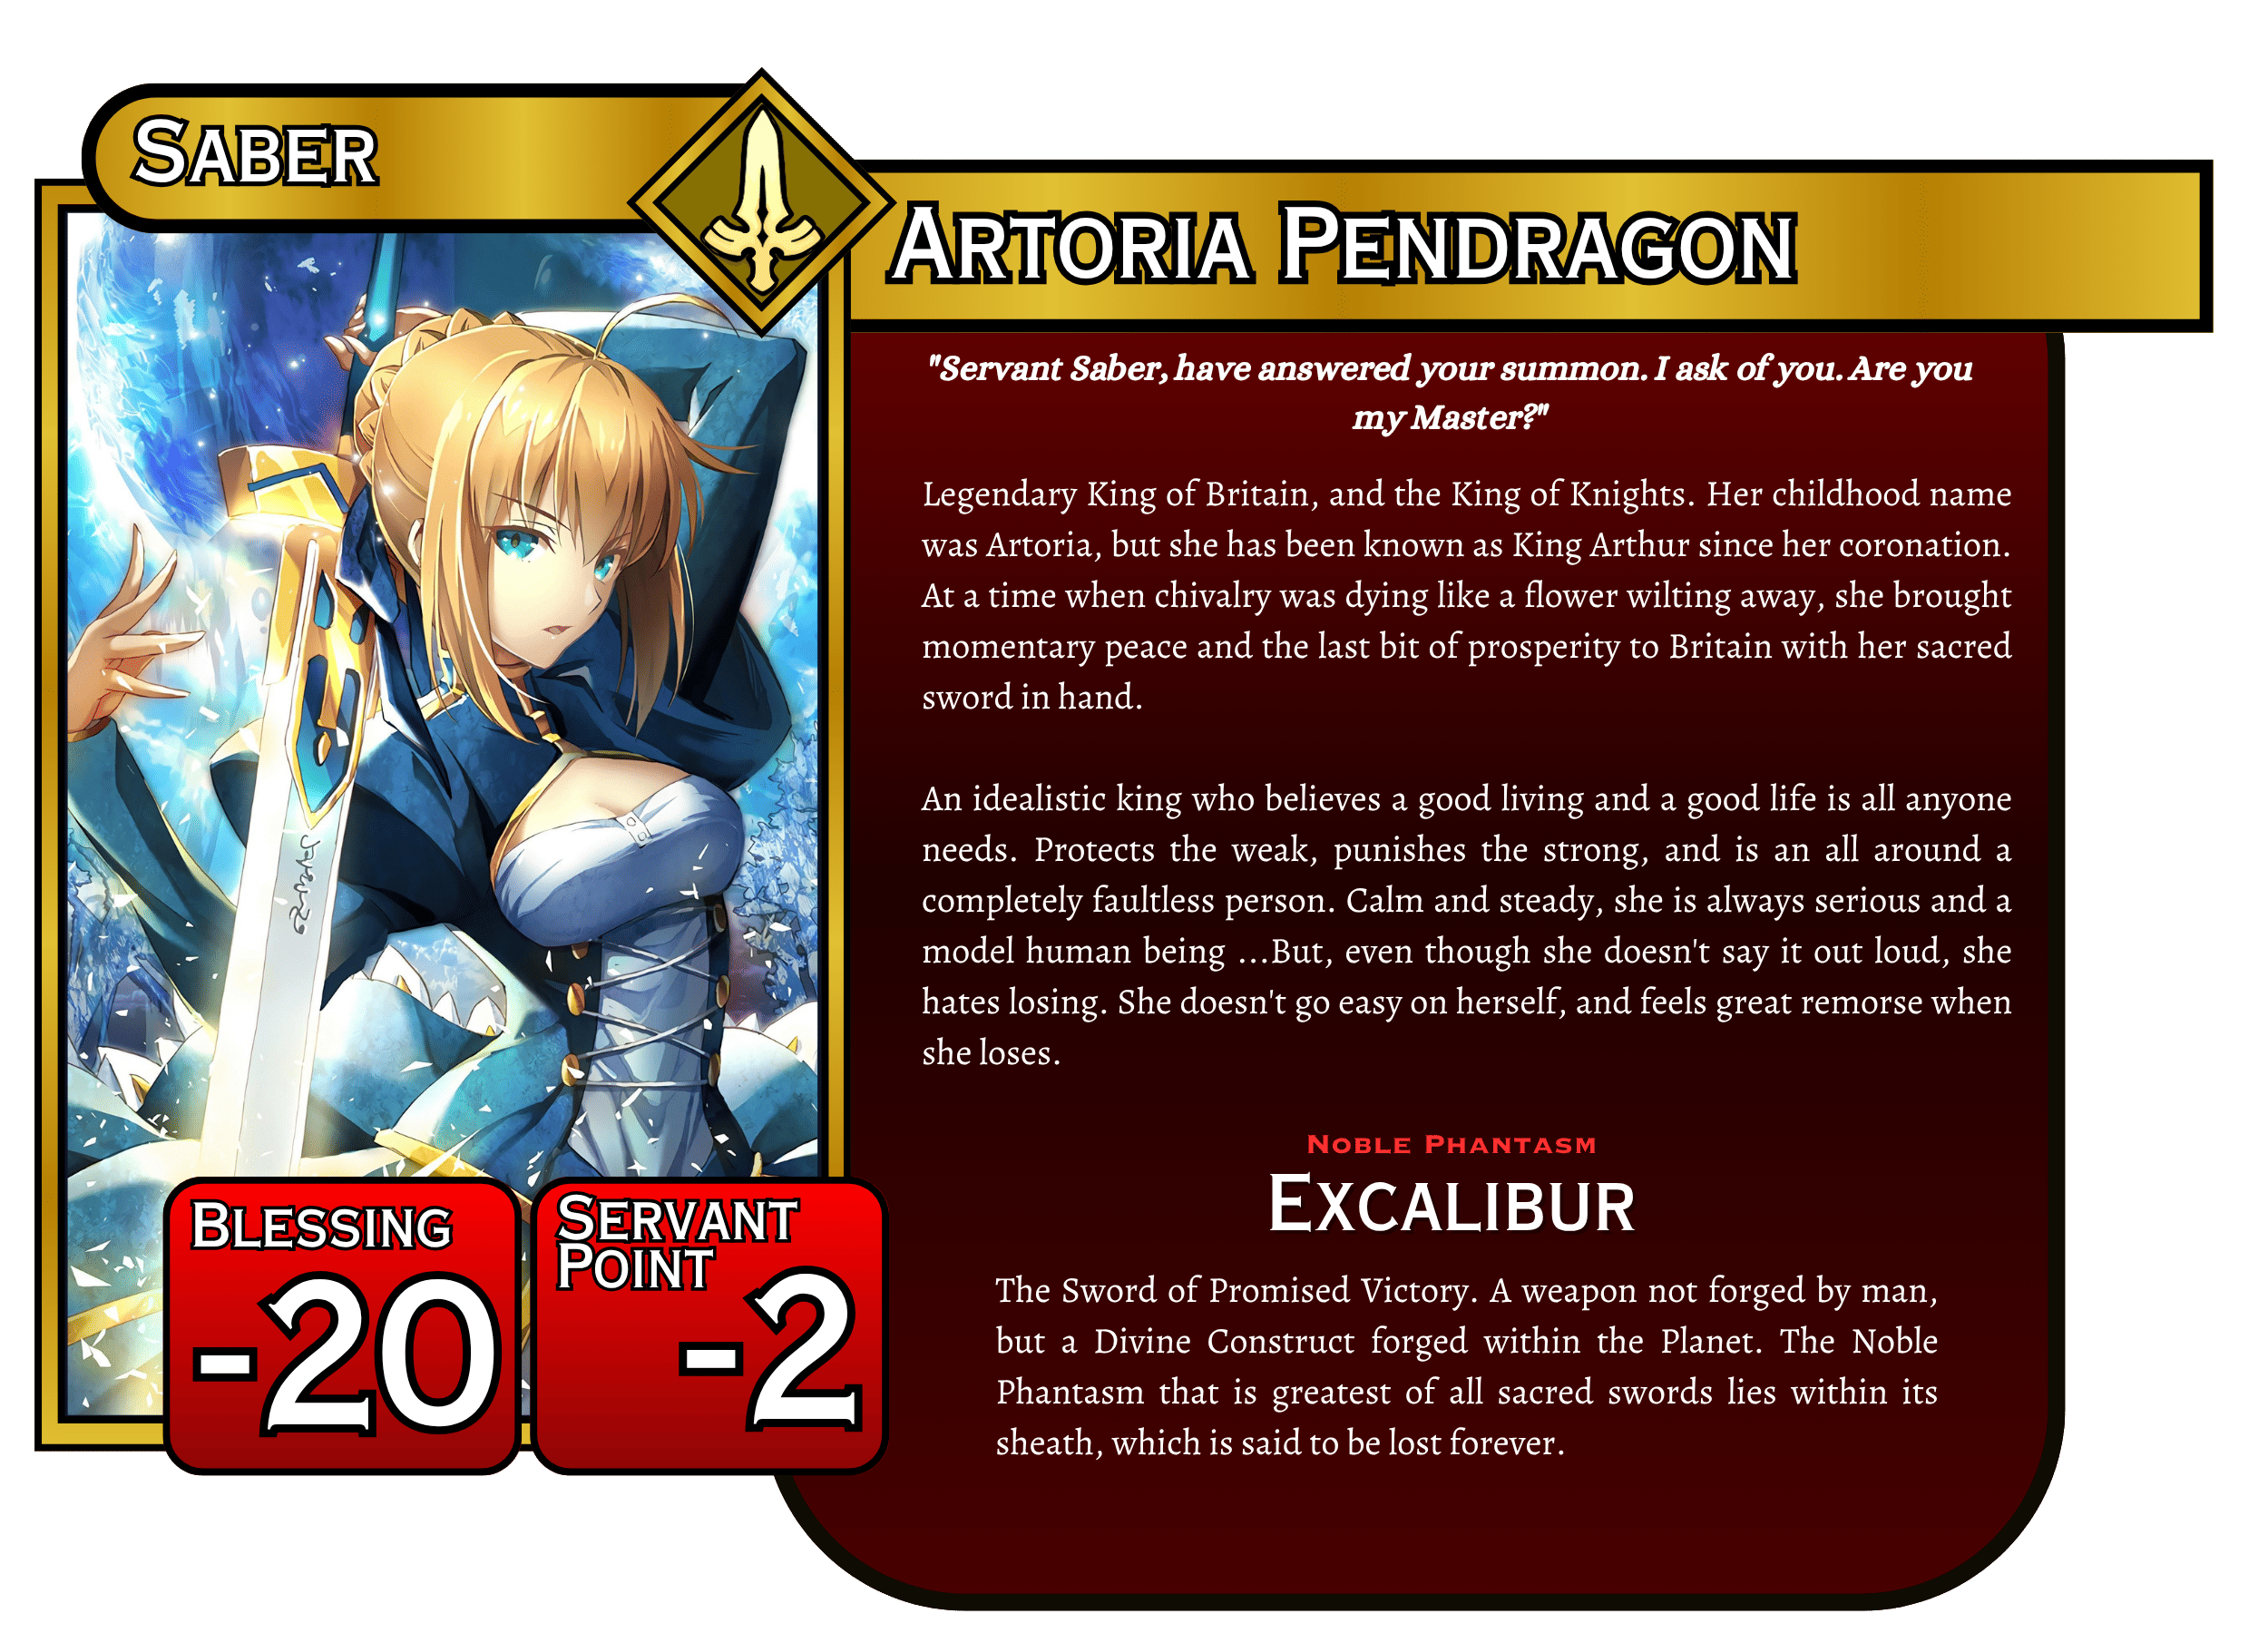 SABER
ARTORIA PENDRAGON
"Servant Saber, have answered your summon. I ask of you. Are you
my Master?"
Legendary King of Britain, and the King of Knights. Her childhood name
was Artoria, but she has been known as King Arthur since her coronation.
At a time when chivalry was dying like a flower wilting away, she brought
momentary peace and the last bit of prosperity to Britain with her sacred
sword in hand.
An idealistic king who believes a good living and a good life is all anyone
needs. Protects the weak, punishes the strong, and is an all around a
completely faultless person. Calm and steady, she is always serious and a
model human being ...But, even though she doesn't say it out loud, she
hates losing. She doesn't go easy on herself, and feels great remorse when
she loses.
NOBLE PHANTASM
EXCALIBUR
The Sword of Promised Victory. A weapon not forged by man,
but a Divine Construct forged within the Planet. The Noble
Phantasm that is greatest of all sacred swords lies within its
sheath, which is said to be lost forever.
BLESSING
-20
SERVANT
POINT
-2